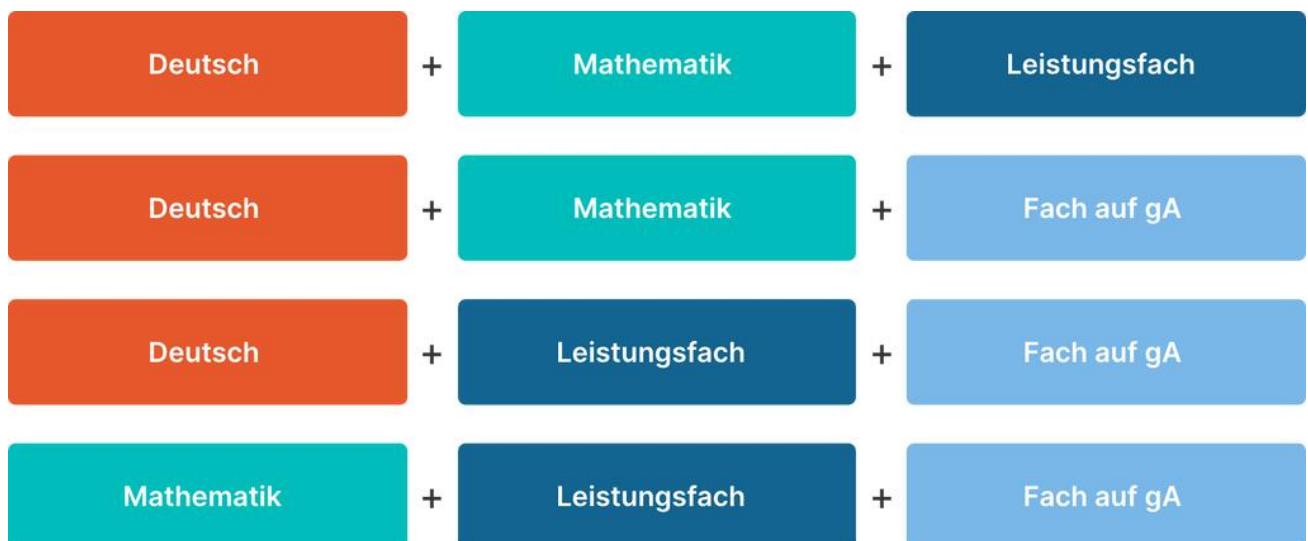 Deutsch + Mathematik + Leistungsfach
Deutsch + Mathematik + Fach auf gA
Deutsch + Leistungsfach + Fach auf gA
Mathematik + Leistungsfach + Fach auf gA